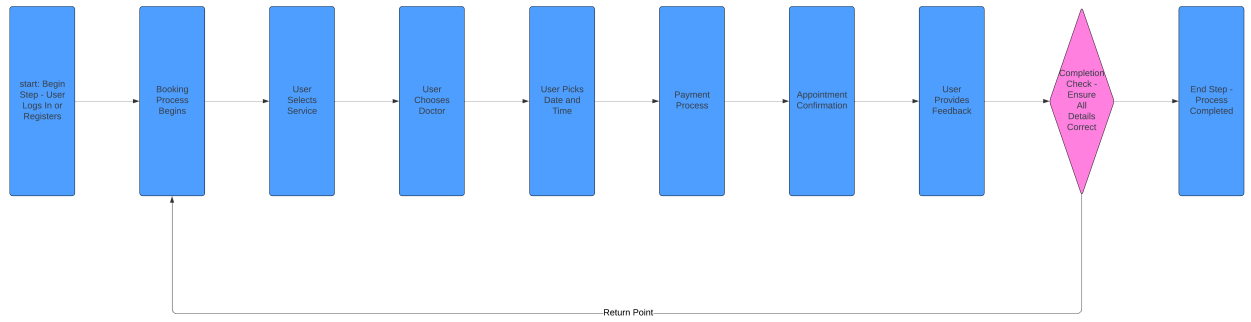 start: Begin
Step - User
Logs In or
Registers
Booking
Process
Begins
User
Selects
Service
User
Chooses
Doctor
User Picks
Date and
Time
Payment
Process
Appointment
Confirmation
User
Provides
Feedback
Completion
Check -
Ensure
All
Details
Correct
End Step -
Process
Completed
Return Point